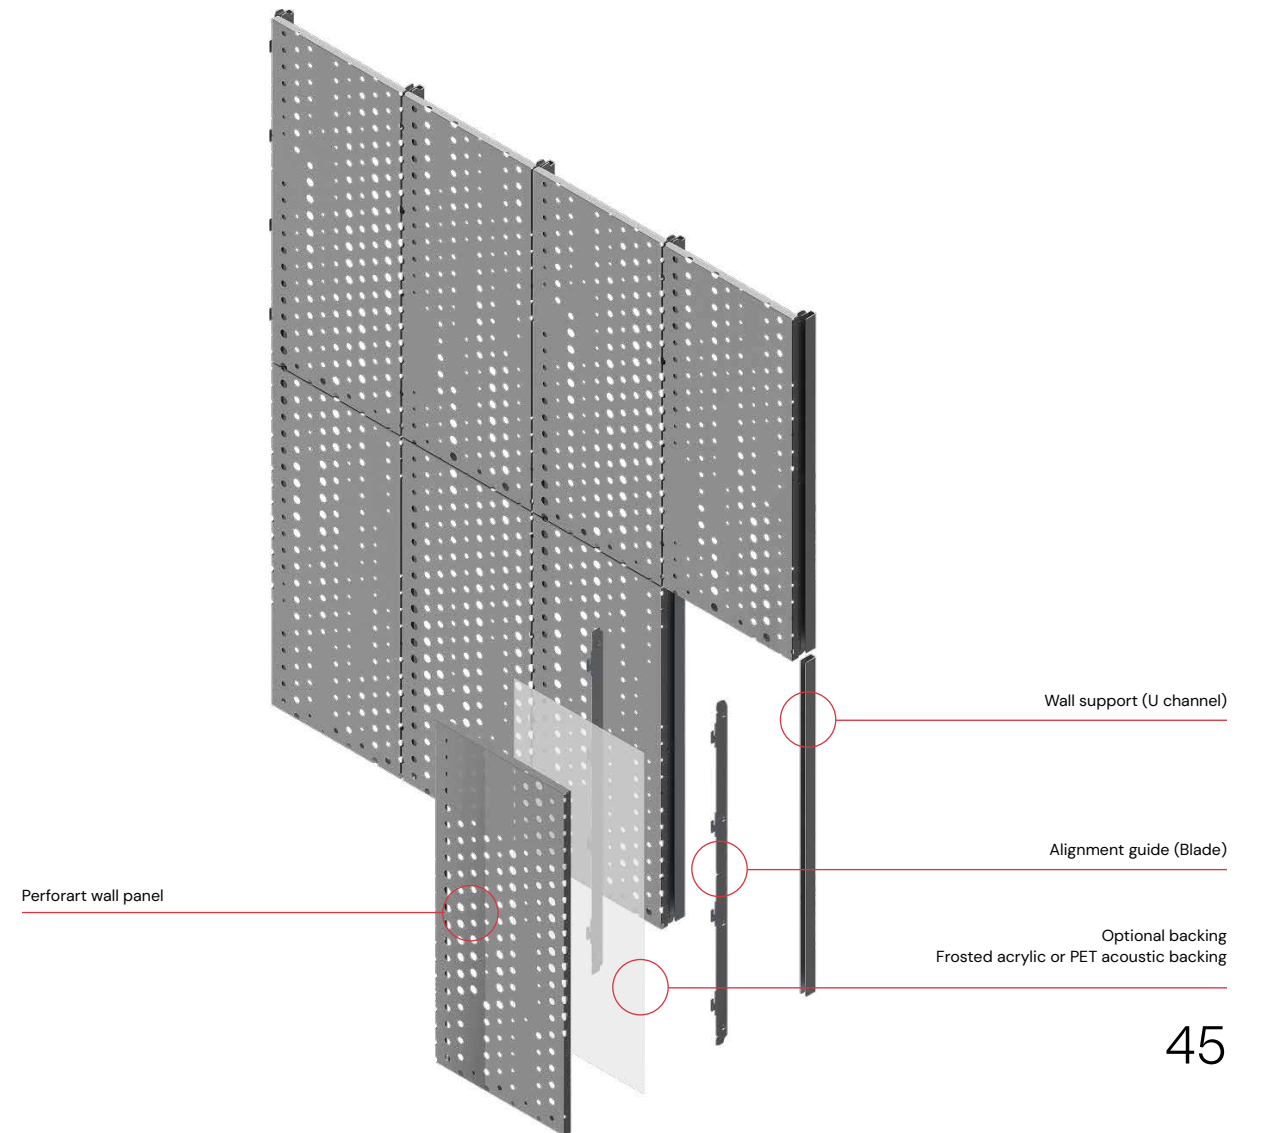 Wall support (U channel)
Alignment guide (Blade)
Perforart wall panel
Optional backing
Frosted acrylic or PET acoustic backing
45